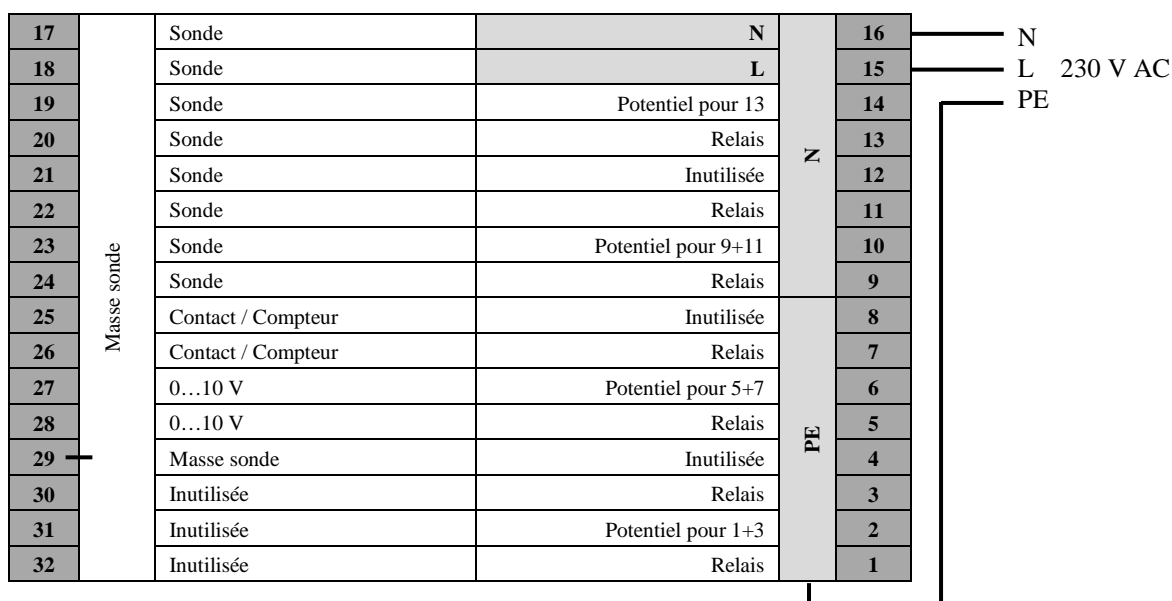 17 Sonde N 16 N
18 Sonde L 15 L 230 V AC
19 Sonde Potentiel pour 13 14 PE
20 Sonde Relais 13
N
21 Sonde Inutilisée 12
22 Sonde Relais 11
23 Sonde Potentiel pour 9+11 10
Masse sonde
24 Sonde Relais 9
25 Contact / Compteur Inutilisée 8
26 Contact / Compteur Relais 7
27 0…10 V Potentiel pour 5+7 6
28 0…10 V Relais 5
PE
29 Masse sonde Inutilisée 4
30 Inutilisée Relais 3
31 Inutilisée Potentiel pour 1+3 2
32 Inutilisée Relais 1